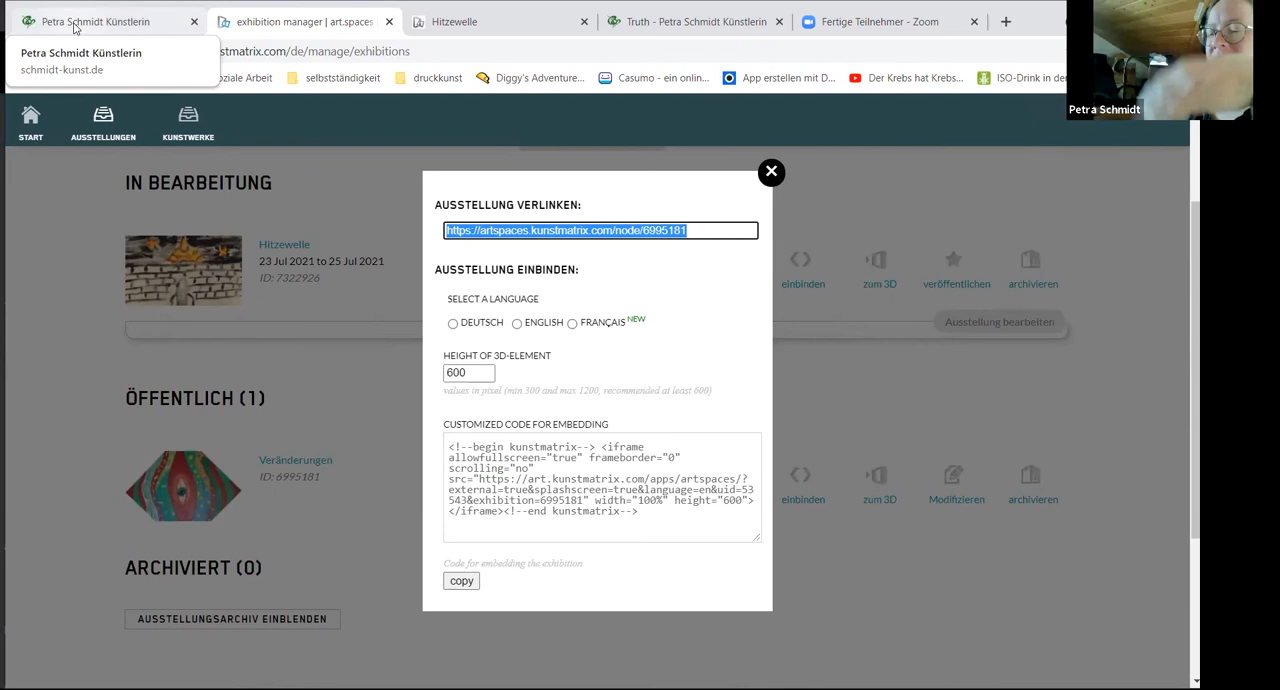 Petra Schmidt Künstlerin
exhibition manager | art.spaces
Hitzewelle
Truth - Petra Schmidt Künstlerin
Fertige Teilnehmer - Zoom
Petra Schmidt Künstlerin
schmidt-kunst.de
stmatrix.com/de/manage/exhibitions
oziale Arbeit
selbstständigkeit
druckkunst
Diggy's Adventure...
Casumo - ein onlin...
App erstellen mit D...
Der Krebs hat Krebs...
ISO-Drink in der
Petra Schmidt
START
AUSSTELLUNGEN
KUNSTWERKE
IN BEARBEITUNG
Hitzewelle
23 Jul 2021 to 25 Jul 2021
ID: 7322926
einbinden
zum 3D
veröffentlichen
archivieren
Ausstellung bearbeiten
ÖFFENTLICH (1)
Veränderungen
ID: 6995181
einbinden
zum 3D
Modifizieren
archivieren
ARCHIVIERT (0)
AUSSTELLUNGSARCHIV EINBLENDEN
AUSSTELLUNG VERLINKEN:
https://artspaces.kunstmatrix.com/node/6995181
AUSSTELLUNG EINBINDEN:
SELECT A LANGUAGE
DEUTSCH ENGLISH FRANÇAIS NEW
HEIGHT OF 3D-ELEMENT
600
values in pixel (min 300 and max 1200, recommended at least 600)
CUSTOMIZED CODE FOR EMBEDDING
<!--begin kunstmatrix--> <iframe
allowfullscreen="true" frameborder="0"
scrolling="no"
src="https://art.kunstmatrix.com/apps/artspaces/?
external=true&splashscreen=true&language=en&uid=53
543&exhibition=6995181" width="100%" height="600">
</iframe><!--end kunstmatrix-->
Code for embedding the exhibition
copy